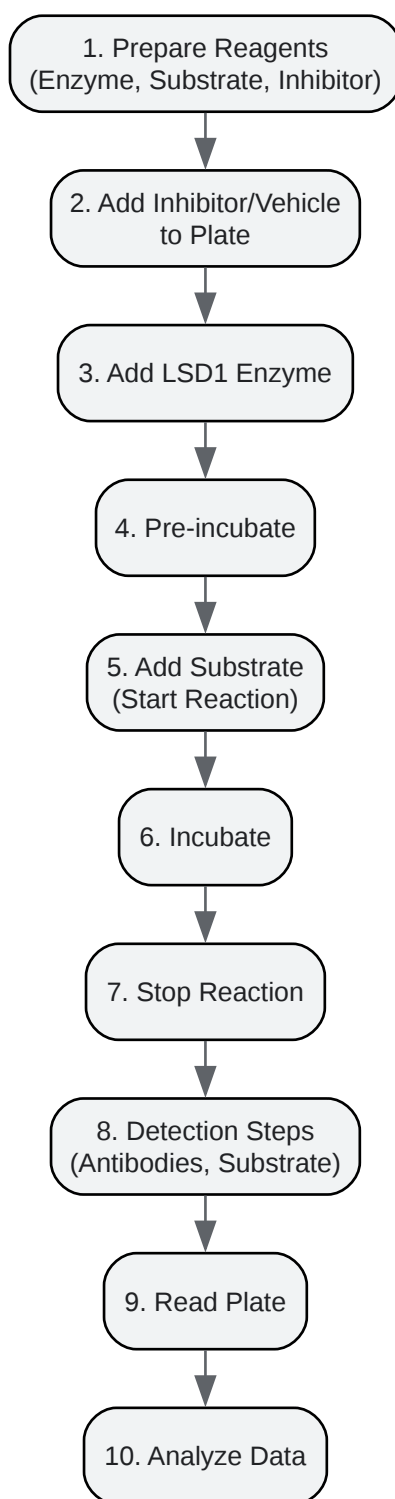 1. Prepare Reagents
(Enzyme, Substrate, Inhibitor)
2. Add Inhibitor/Vehicle
to Plate
3. Add LSD1 Enzyme
4. Pre-incubate
5. Add Substrate
(Start Reaction)
6. Incubate
7. Stop Reaction
8. Detection Steps
(Antibodies, Substrate)
9. Read Plate
10. Analyze Data